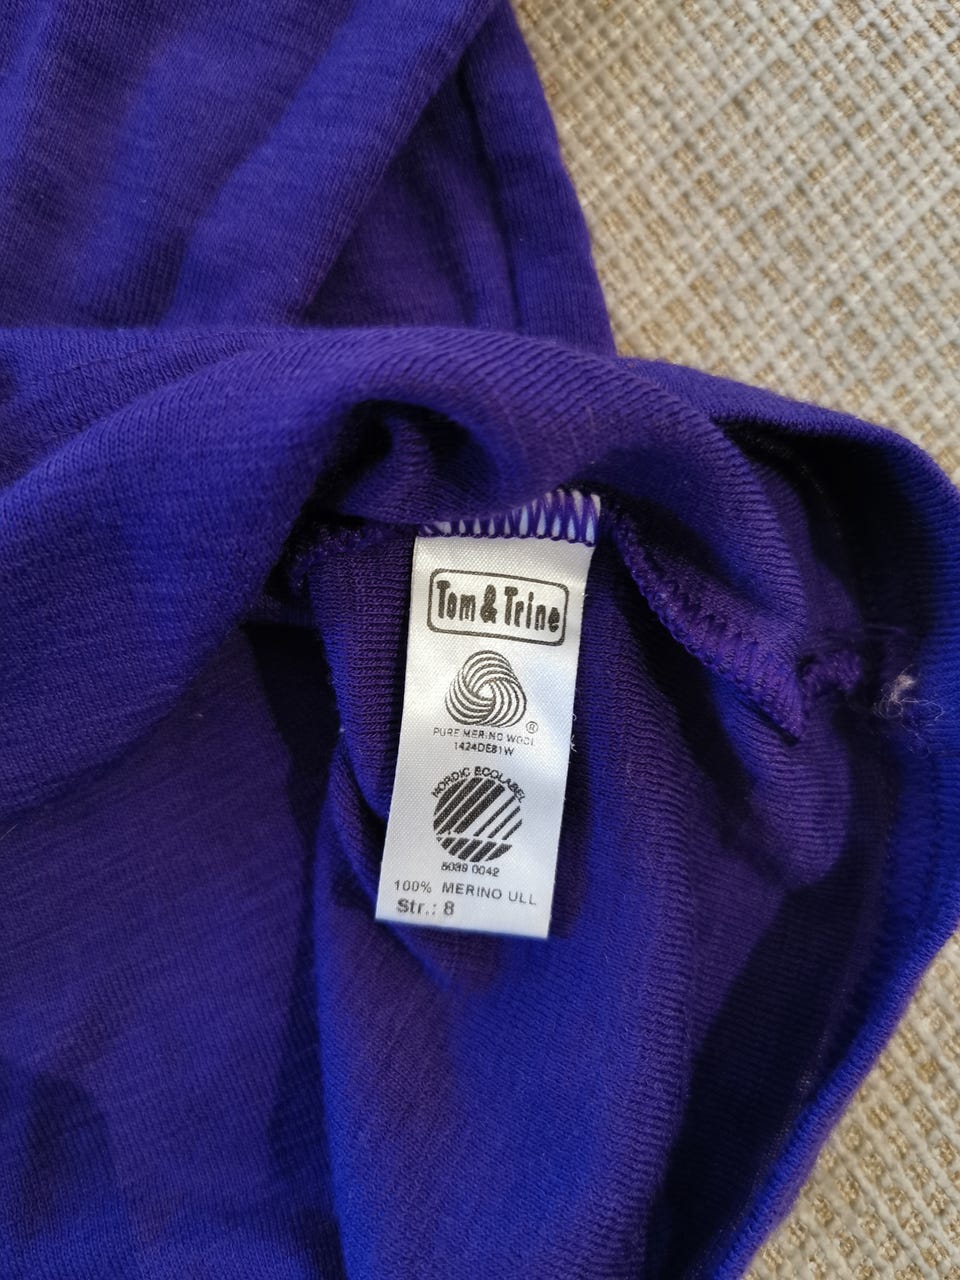 Tom & Trine
®
PURE MERINO WOOL
1424DE81W
NORDIC ECOLABEL
5039 0042
100% MERINO ULL
Str.: 8